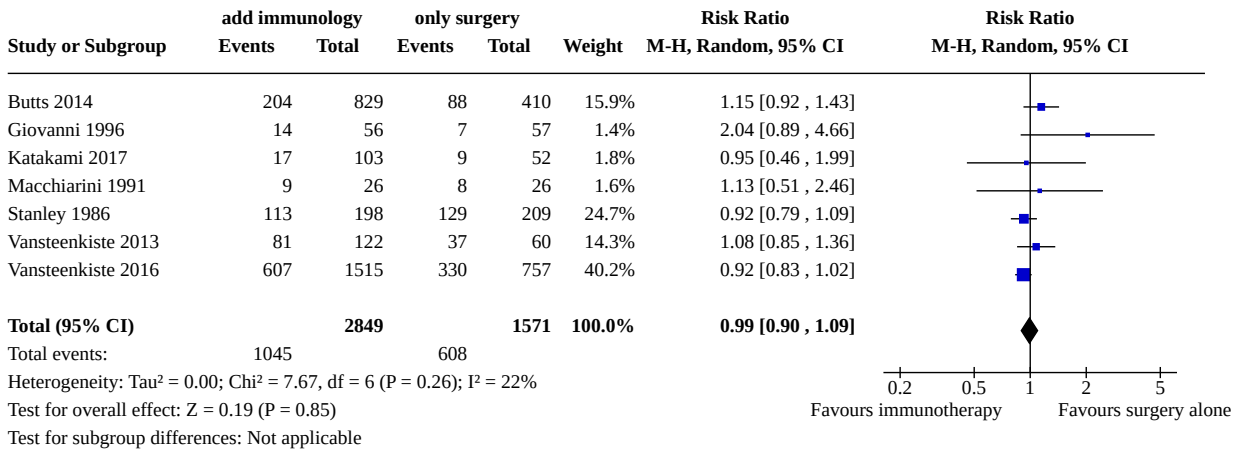 add immunology only surgery Risk Ratio Risk Ratio
Study or Subgroup Events Total Events Total Weight M-H, Random, 95% CI M-H, Random, 95% CI
Butts 2014 204 829 88 410 15.9% 1.15 [0.92 , 1.43]
Giovanni 1996 14 56 7 57 1.4% 2.04 [0.89 , 4.66]
Katakami 2017 17 103 9 52 1.8% 0.95 [0.46 , 1.99]
Macchiarini 1991 9 26 8 26 1.6% 1.13 [0.51 , 2.46]
Stanley 1986 113 198 129 209 24.7% 0.92 [0.79 , 1.09]
Vansteenkiste 2013 81 122 37 60 14.3% 1.08 [0.85 , 1.36]
Vansteenkiste 2016 607 1515 330 757 40.2% 0.92 [0.83 , 1.02]
Total (95% CI) 2849 1571 100.0% 0.99 [0.90 , 1.09]
Total events: 1045 608
Heterogeneity: Tau² = 0.00; Chi² = 7.67, df = 6 (P = 0.26); I² = 22%
0.2 0.5 1 2 5
Test for overall effect: Z = 0.19 (P = 0.85) Favours immunotherapy Favours surgery alone
Test for subgroup differences: Not applicable